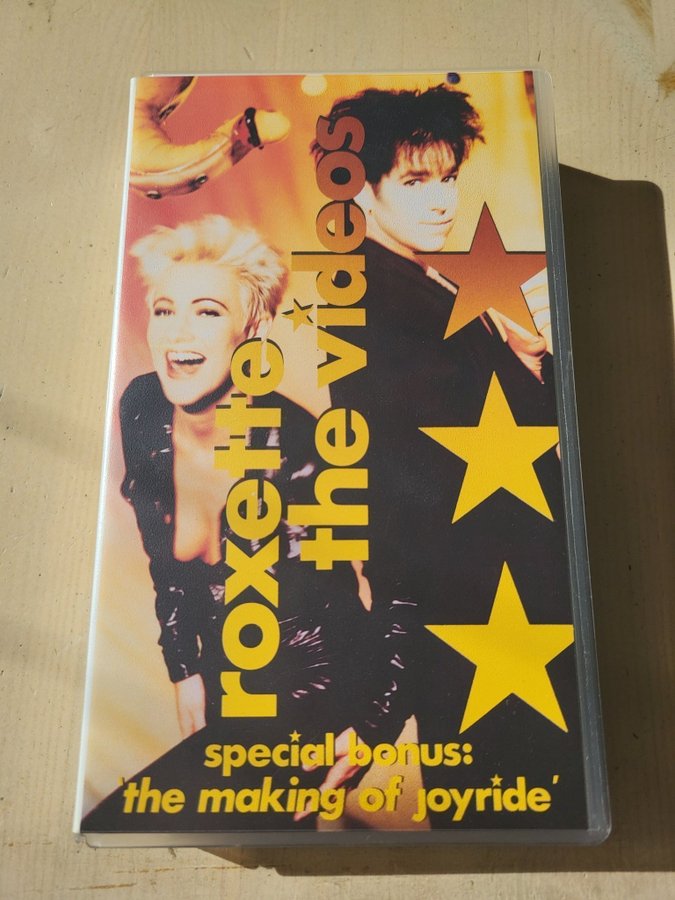 roxette
the videos
special bonus:
'the making of joyride'